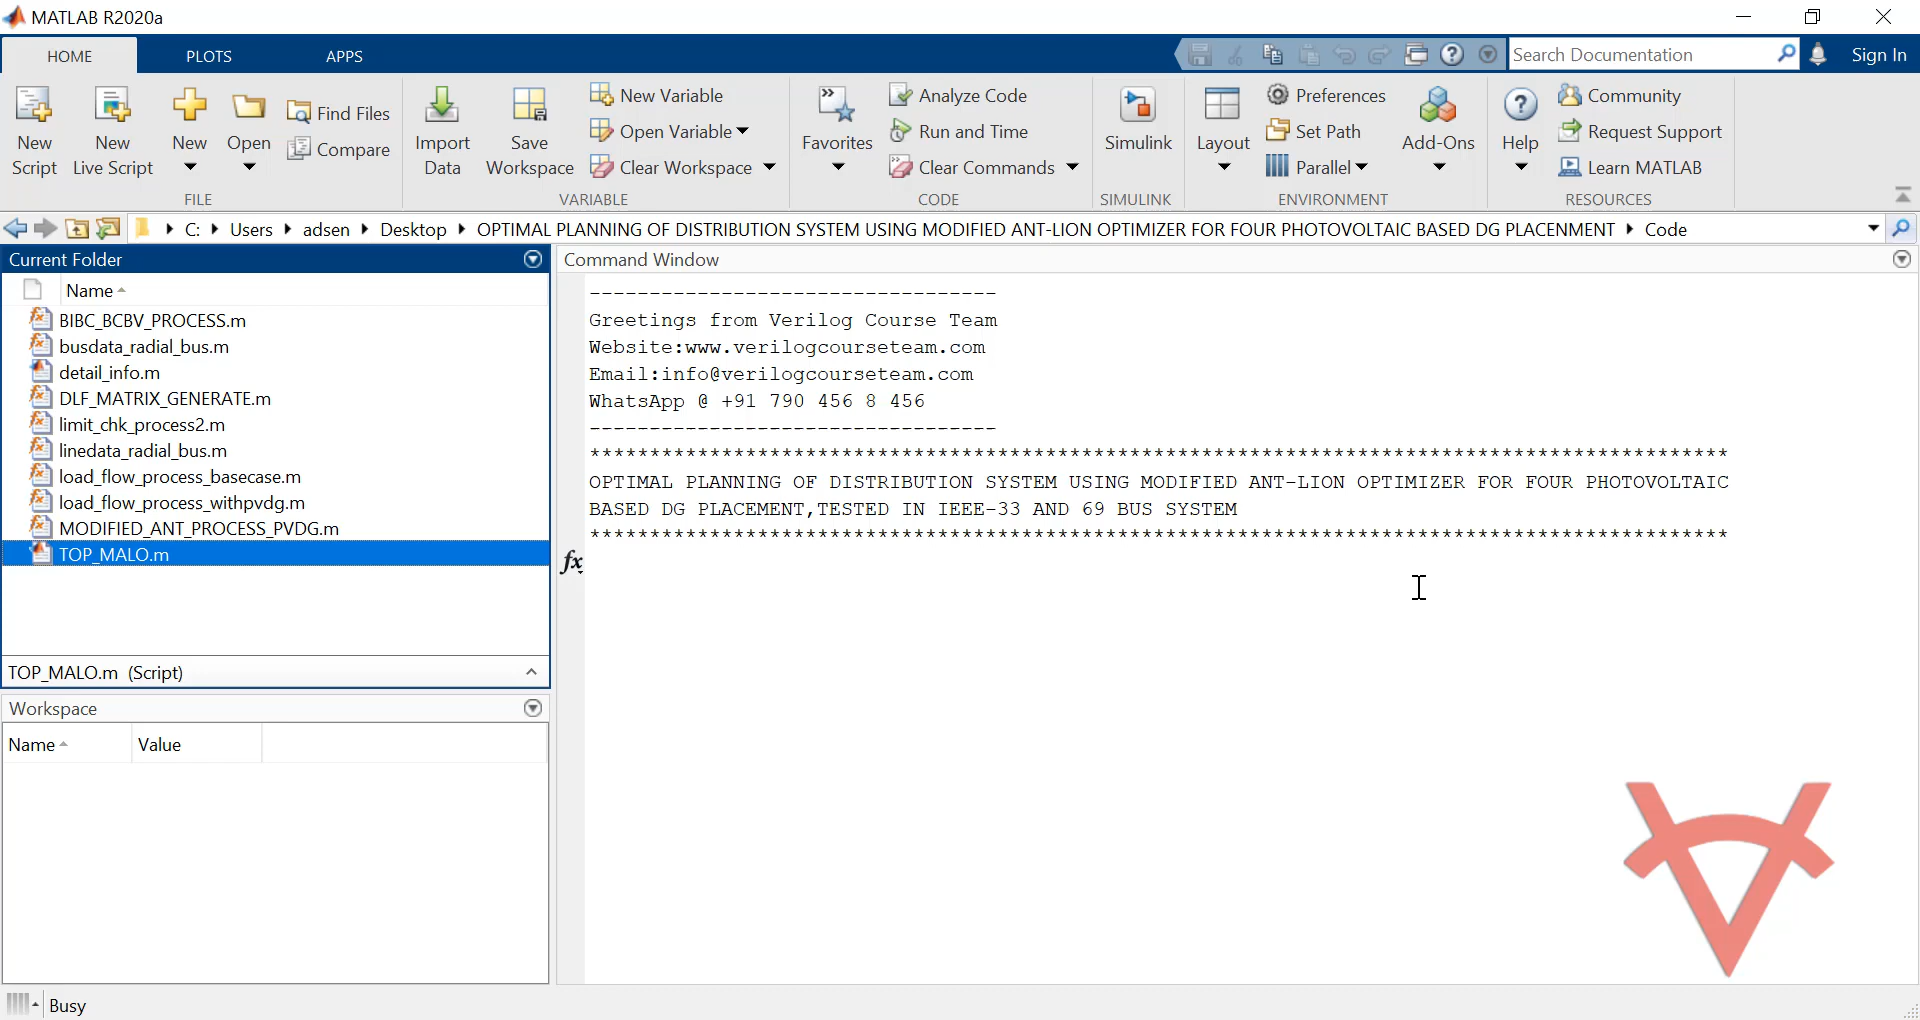 MATLAB R2020a
HOME PLOTS APPS
Search Documentation
Sign In
New Script
New Live Script
New
Open
Find Files
Compare
FILE
Import Data
Save Workspace
New Variable
Open Variable
Clear Workspace
VARIABLE
Favorites
Analyze Code
Run and Time
Clear Commands
CODE
Simulink
SIMULINK
Layout
Preferences
Set Path
Parallel
Add-Ons
ENVIRONMENT
Help
Community
Request Support
Learn MATLAB
RESOURCES
C: Users adsen Desktop OPTIMAL PLANNING OF DISTRIBUTION SYSTEM USING MODIFIED ANT-LION OPTIMIZER FOR FOUR PHOTOVOLTAIC BASED DG PLACENMENT Code
Current Folder
Name
BIBC_BCBV_PROCESS.m
busdata_radial_bus.m
detail_info.m
DLF_MATRIX_GENERATE.m
limit_chk_process2.m
linedata_radial_bus.m
load_flow_process_basecase.m
load_flow_process_withpvdg.m
MODIFIED_ANT_PROCESS_PVDG.m
TOP_MALO.m
TOP_MALO.m (Script)
Workspace
Name Value
Command Window
----------------------------------
Greetings from Verilog Course Team
Website:www.verilogcourseteam.com
Email:info@verilogcourseteam.com
WhatsApp @ +91 790 456 8 456
----------------------------------
***********************************************************************************************
OPTIMAL PLANNING OF DISTRIBUTION SYSTEM USING MODIFIED ANT-LION OPTIMIZER FOR FOUR PHOTOVOLTAIC
BASED DG PLACEMENT,TESTED IN IEEE-33 AND 69 BUS SYSTEM
***********************************************************************************************
fx
Busy